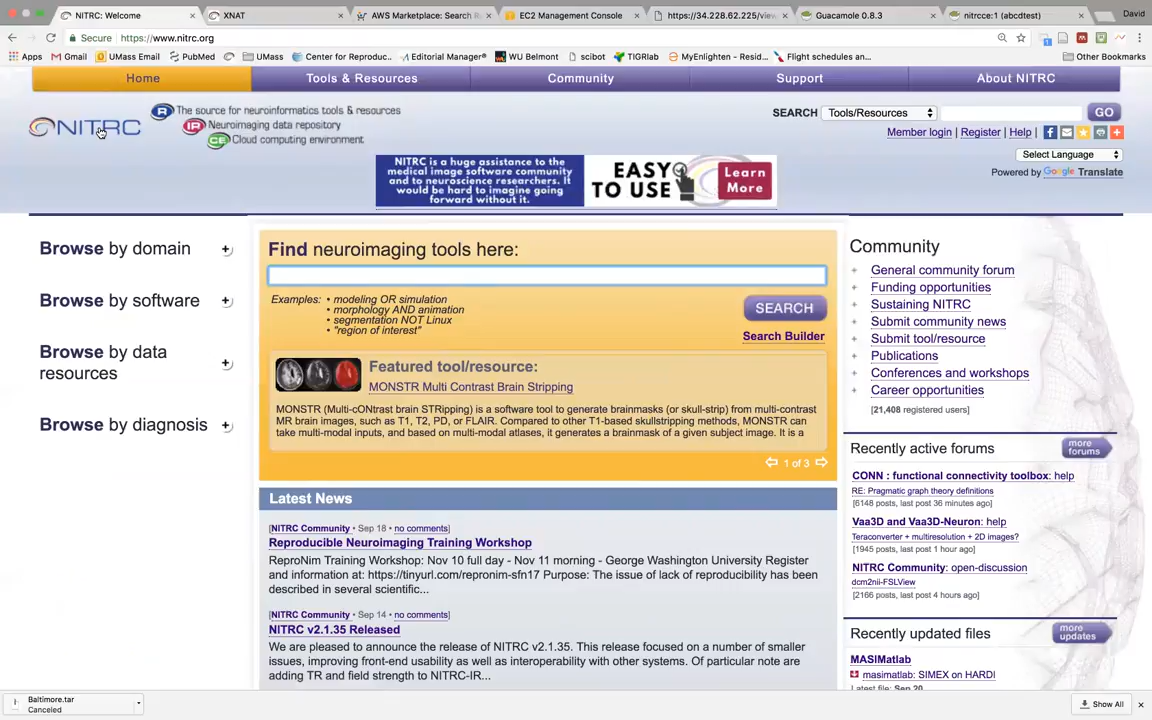 NITRC: Welcome
XNAT
AWS Marketplace: Search R
EC2 Management Console
https://34.228.62.225/view
Guacamole 0.8.3
nitrcce:1 (abcdtest)
David
Secure https://www.nitrc.org
Apps
Gmail
UMass Email
PubMed
UMass
Center for Reproduc...
Editorial Manager®
WU Belmont
scibot
TIGRlab
MyEnlighten - Resid...
Flight schedules an...
Other Bookmarks
Home
Tools & Resources
Community
Support
About NITRC
NITRC
R The source for neuroinformatics tools & resources
IR Neuroimaging data repository
CE Cloud computing environment
SEARCH Tools/Resources GO
Member login | Register | Help |
Select Language
Powered by Google Translate
NITRC IS A HUGE ASSISTANCE TO THE
MEDICAL IMAGE SOFTWARE COMMUNITY
AND TO NEUROSCIENCE RESEARCHERS. IT
WOULD BE HARD TO IMAGINE GOING
FORWARD WITHOUT IT.
EASY
TO USE
Learn
More
Browse by domain
Browse by software
Browse by data
resources
Browse by diagnosis
Find neuroimaging tools here:
Examples: • modeling OR simulation
• morphology AND animation
• segmentation NOT Linux
• "region of interest"
SEARCH
Search Builder
Featured tool/resource:
MONSTR Multi Contrast Brain Stripping
MONSTR (Multi-cONtrast brain STRipping) is a software tool to generate brainmasks (or skull-strip) from multi-contrast
MR brain images, such as T1, T2, PD, or FLAIR. Compared to other T1-based skullstripping methods, MONSTR can
take multi-modal inputs, and based on multi-modal atlases, it generates a brainmask of a given subject image. It is a
1 of 3
Latest News
[NITRC Community • Sep 18 • no comments]
Reproducible Neuroimaging Training Workshop
ReproNim Training Workshop: Nov 10 full day - Nov 11 morning - George Washington University Register
and information at: https://tinyurl.com/repronim-sfn17 Purpose: The issue of lack of reproducibility has been
described in several scientific...
[NITRC Community • Sep 14 • no comments]
NITRC v2.1.35 Released
We are pleased to announce the release of NITRC v2.1.35. This release focused on a number of smaller
issues, improving front-end usability as well as interoperability with other systems. Of particular note are
adding TR and field strength to NITRC-IR...
Community
General community forum
Funding opportunities
Sustaining NITRC
Submit community news
Submit tool/resource
Publications
Conferences and workshops
Career opportunities
[21,408 registered users]
Recently active forums
more
forums
CONN : functional connectivity toolbox: help
RE: Pragmatic graph theory definitions
[6148 posts, last post 36 minutes ago]
Vaa3D and Vaa3D-Neuron: help
Teraconverter + multiresolution + 2D images?
[1945 posts, last post 1 hour ago]
NITRC Community: open-discussion
dcm2nii-FSLView
[2166 posts, last post 4 hours ago]
Recently updated files
more
updates
MASIMatlab
masimatlab: SIMEX on HARDI
Latest file: Sep 20
Baltimore.tar
Canceled
Show All